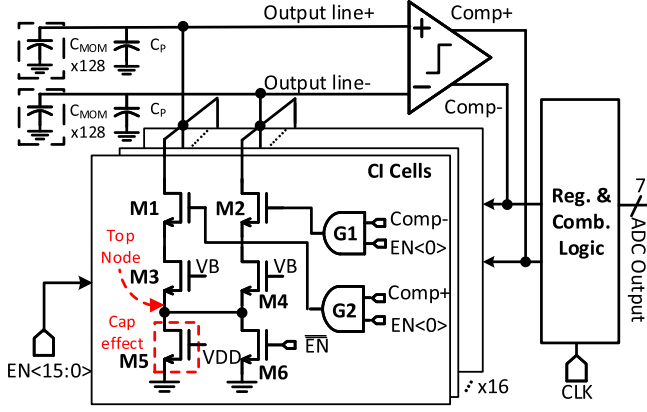 Output line+
Comp+
C_MOM
C_P
x128
Output line-
Comp-
C_MOM
C_P
x128
CI Cells
7
M1
M2
G1
Comp-
EN<0>
Reg. &
Comb.
Logic
ADC Output
Top
Node
M3
VB
VB
M4
G2
Comp+
EN<0>
Cap
effect
M5
VDD
M6
EN
EN<15:0>
x16
CLK